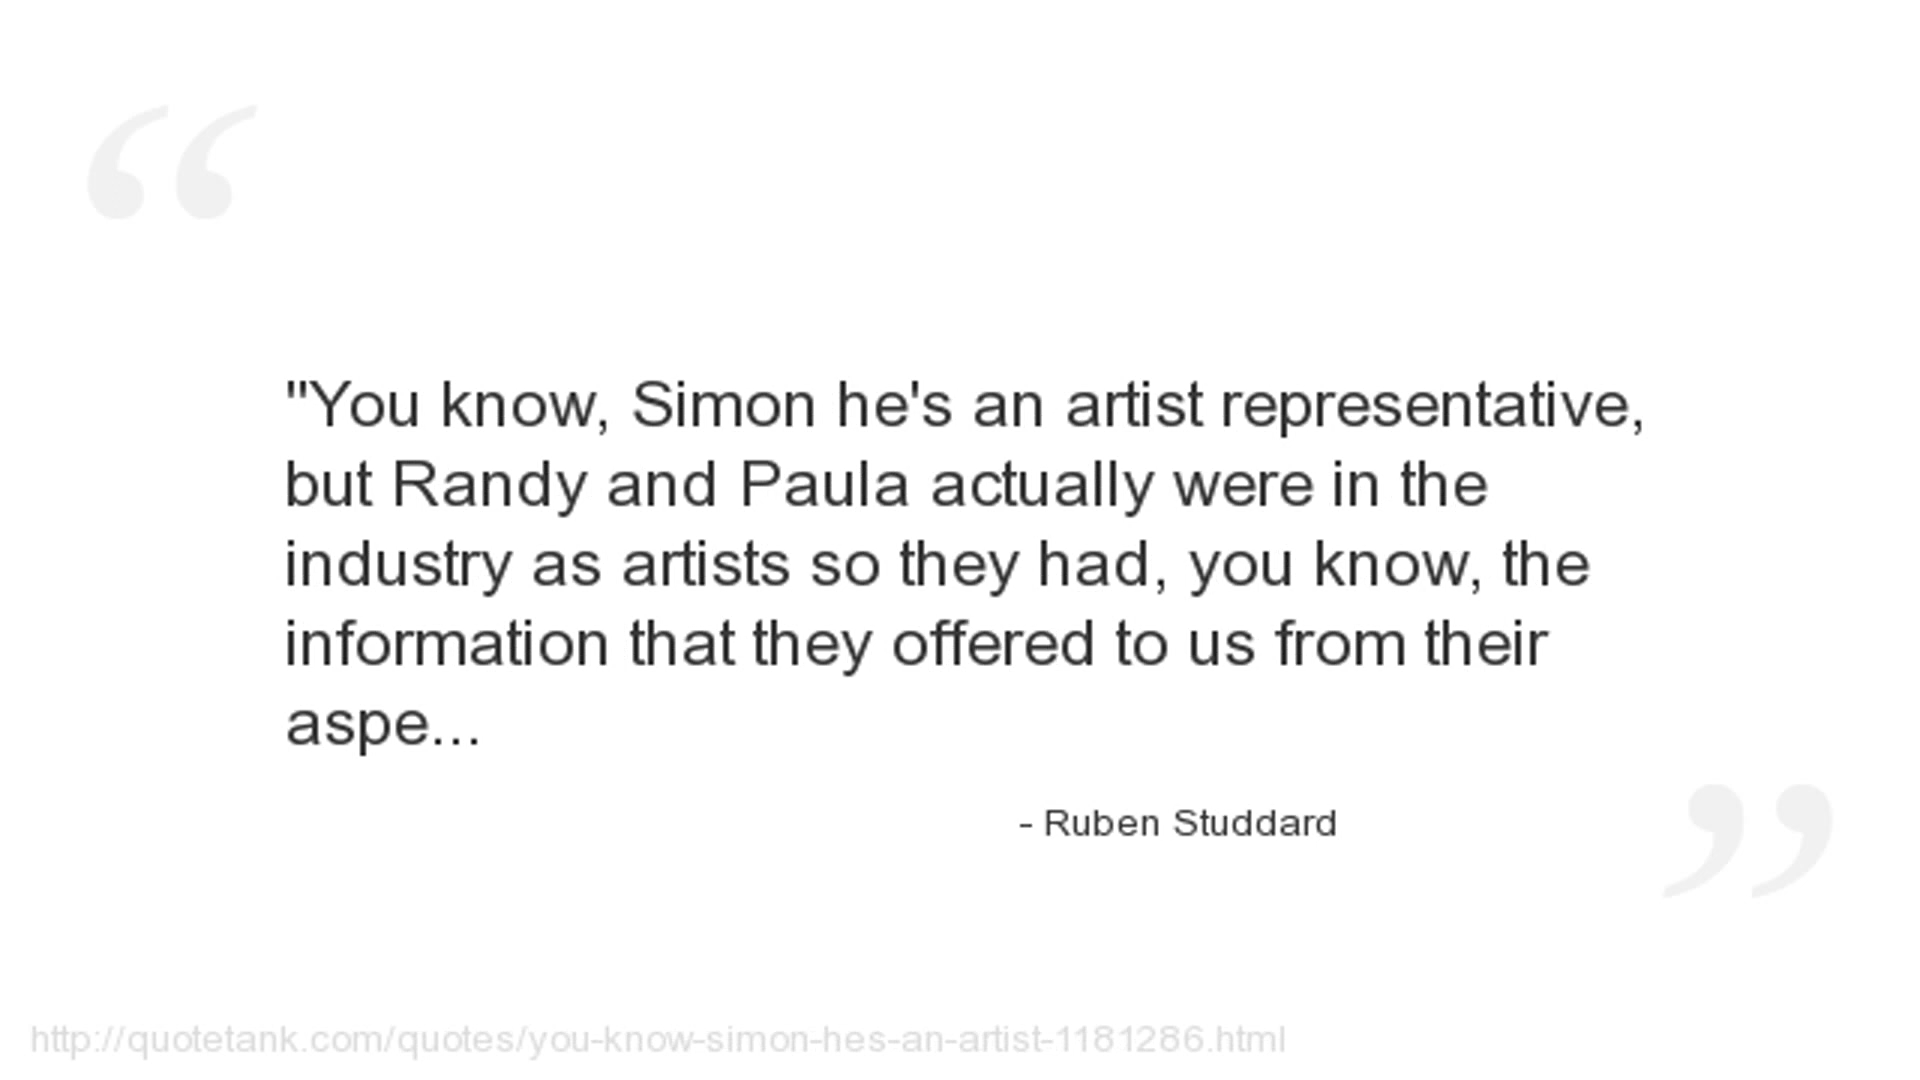 "You know, Simon he's an artist representative,
but Randy and Paula actually were in the
industry as artists so they had, you know, the
information that they offered to us from their
aspe...
- Ruben Studdard
http://quotetank.com/quotes/you-know-simon-hes-an-artist-1181286.html